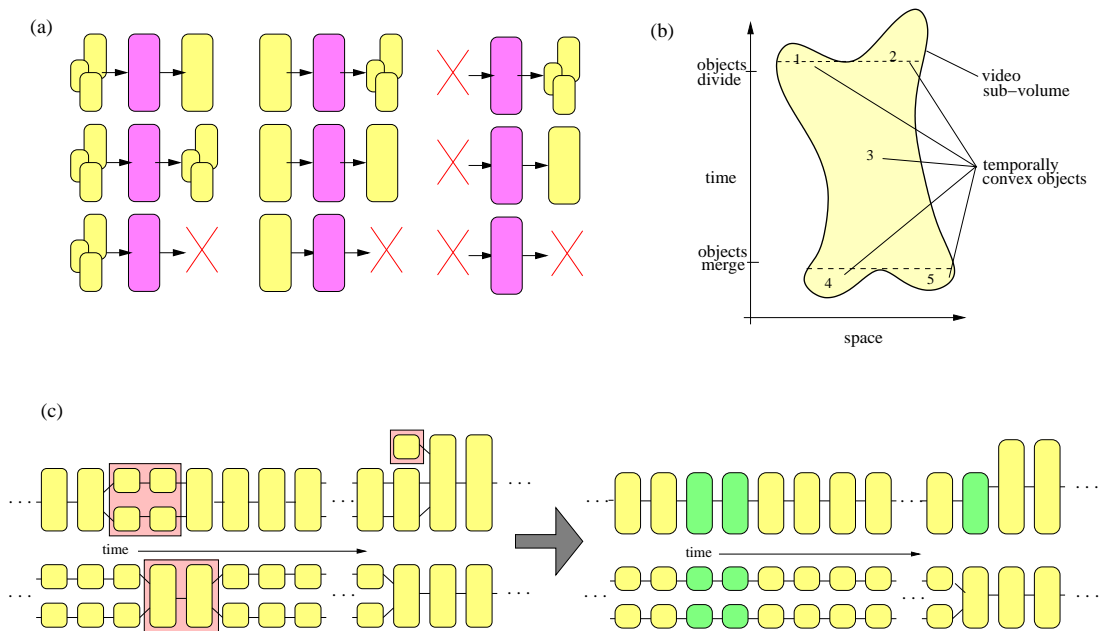 (a)
(b)
objects
divide
1
2
video
sub−volume
3
temporally
convex objects
time
objects
merge
4
5
space
(c)
. . .
. . .
. . .
. . .
. . .
. . .
time
time
. . .
. . .
. . .
. . .
. . .
. . .